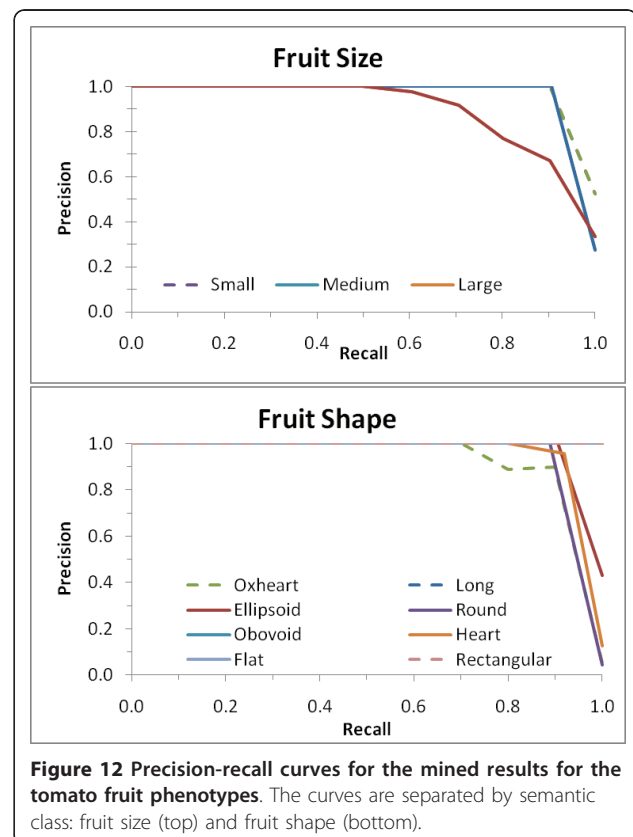 Fruit Size
1.0
0.8
0.6
0.4
0.2
0.0
Precision
Small Medium Large
0.0 0.2 0.4 0.6 0.8 1.0
Recall
Fruit Shape
1.0
0.8
0.6
0.4
0.2
0.0
Precision
Oxheart Long
Ellipsoid Round
Obovoid Heart
Flat Rectangular
0.0 0.2 0.4 0.6 0.8 1.0
Recall
Figure 12 Precision-recall curves for the mined results for the
tomato fruit phenotypes. The curves are separated by semantic
class: fruit size (top) and fruit shape (bottom).